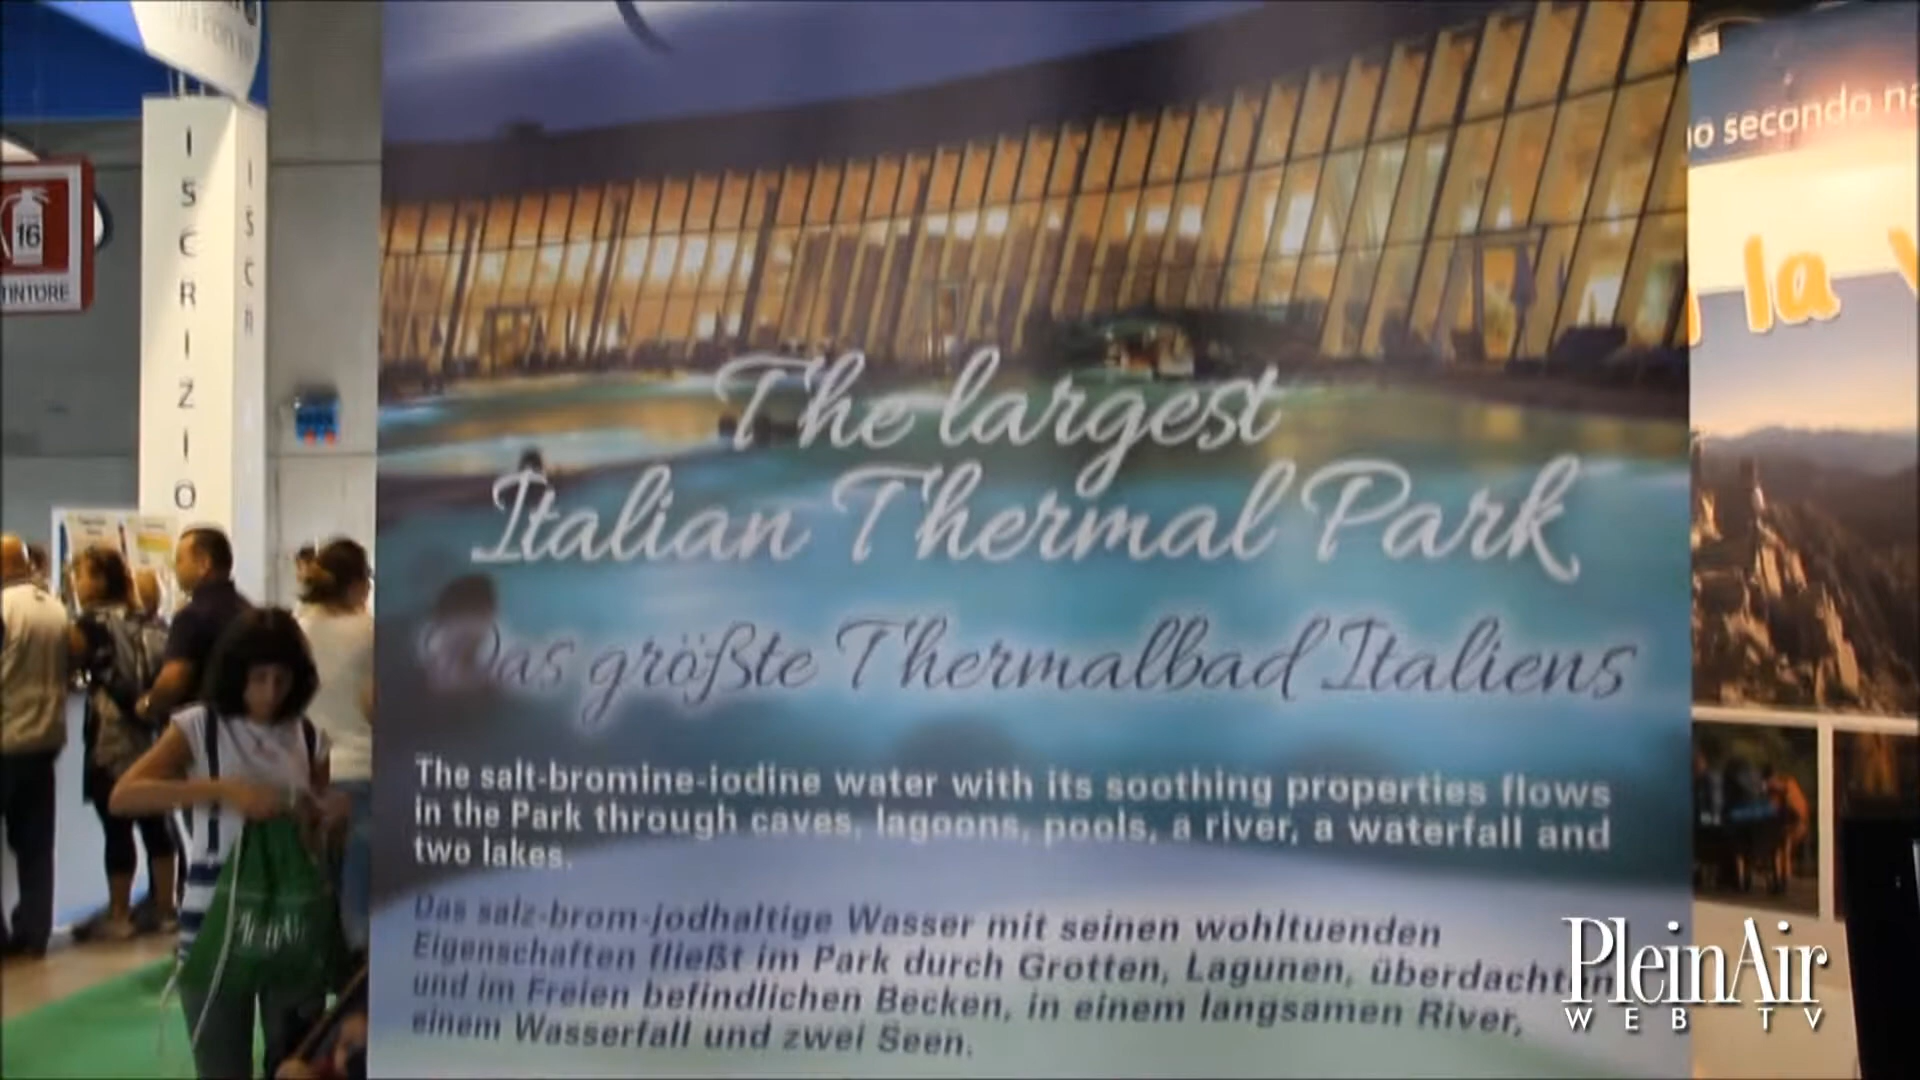 ISCRIZIO
ISCR
16
TINTORE
The largest
Italian Thermal Park
Das größte Thermalbad Italiens
The salt-bromine-iodine water with its soothing properties flows
in the Park through caves, lagoons, pools, a river, a waterfall and
two lakes.
Das salz-brom-jodhaltige Wasser mit seinen wohltuenden
Eigenschaften fließt im Park durch Grotten, Lagunen, überdachten
und im Freien befindlichen Becken, in einem langsamen River,
einem Wasserfall und zwei Seen.
o secondo na
la
PleinAir
PleinAir
WEB TV